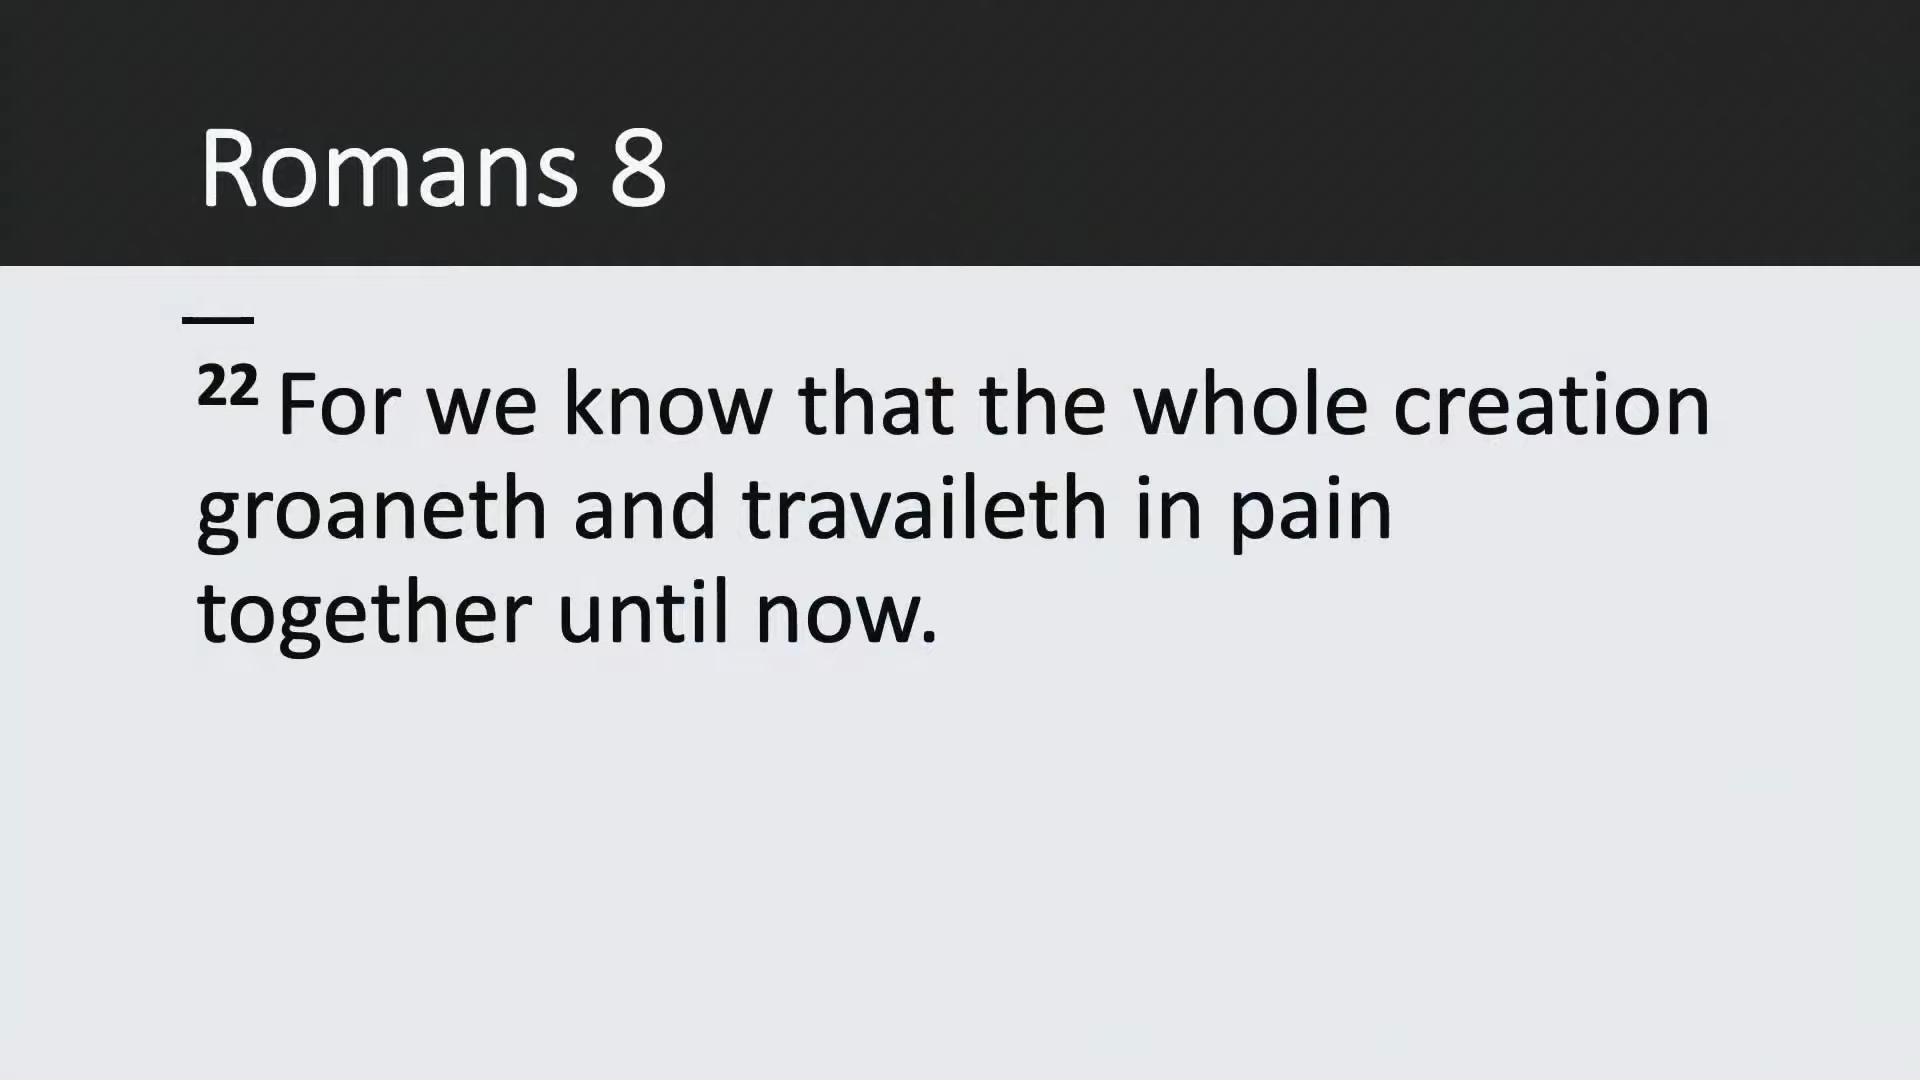 Romans 8
22 For we know that the whole creation
groaneth and travaileth in pain
together until now.